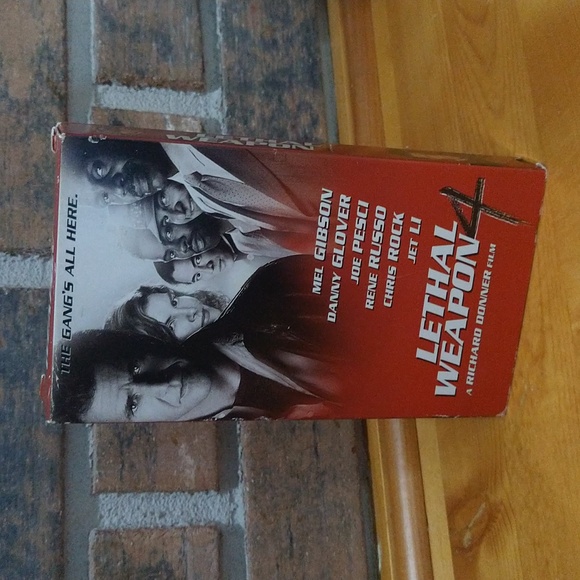 WEAPON
THE GANG'S ALL HERE.
MEL GIBSON
DANNY GLOVER
JOE PESCI
RENE RUSSO
CHRIS ROCK
JET LI
LETHAL
WEAPON 4
A RICHARD DONNER FILM